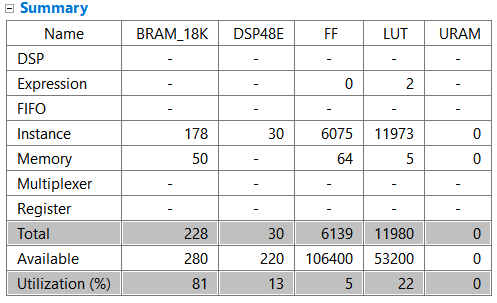 Summary
Name BRAM_18K DSP48E FF LUT URAM
DSP - - - - -
Expression - - 0 2 -
FIFO - - - - -
Instance 178 30 6075 11973 0
Memory 50 - 64 5 0
Multiplexer - - - - -
Register - - - - -
Total 228 30 6139 11980 0
Available 280 220 106400 53200 0
Utilization (%) 81 13 5 22 0